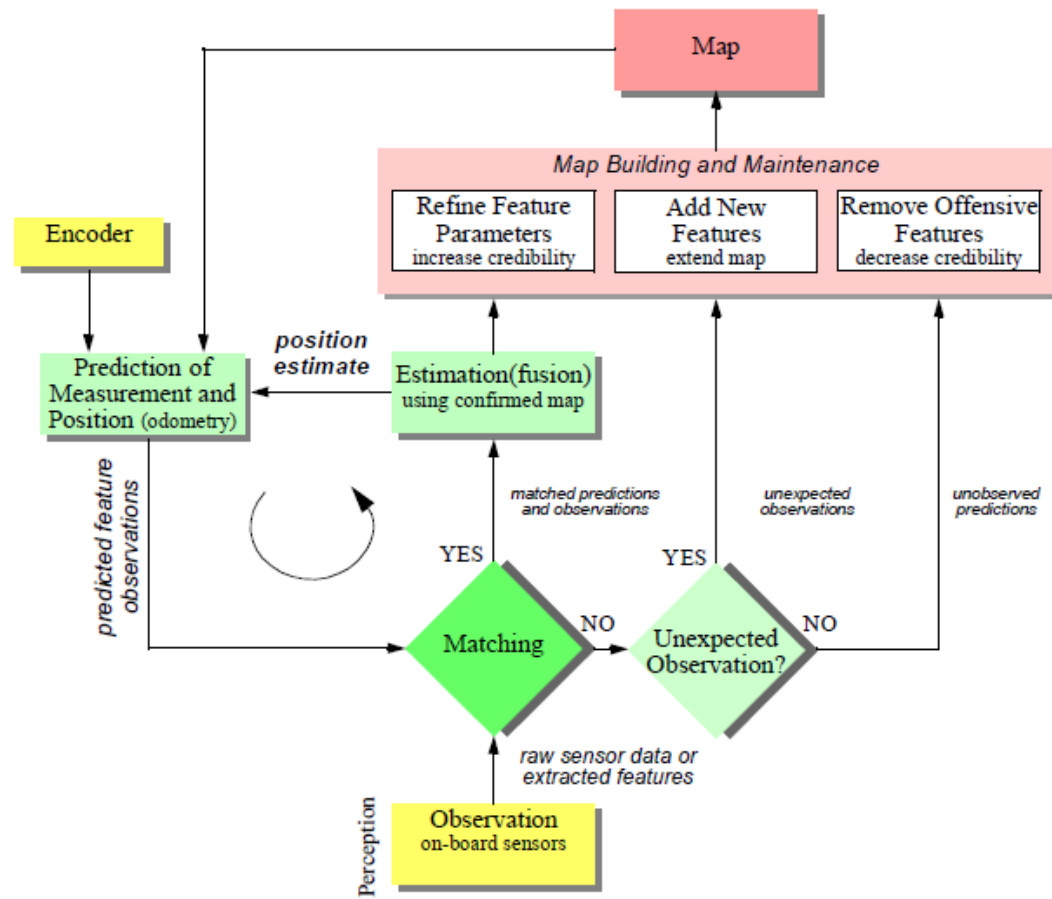 Map
Map Building and Maintenance
Refine Feature
Parameters
increase credibility
Add New
Features
extend map
Remove Offensive
Features
decrease credibility
Encoder
position
estimate
Prediction of
Measurement and
Position (odometry)
Estimation(fusion)
using confirmed map
predicted feature
observations
matched predictions
and observations
unexpected
observations
unobserved
predictions
YES
YES
NO
NO
Matching
Unexpected
Observation?
raw sensor data or
extracted features
Perception
Observation
on-board sensors